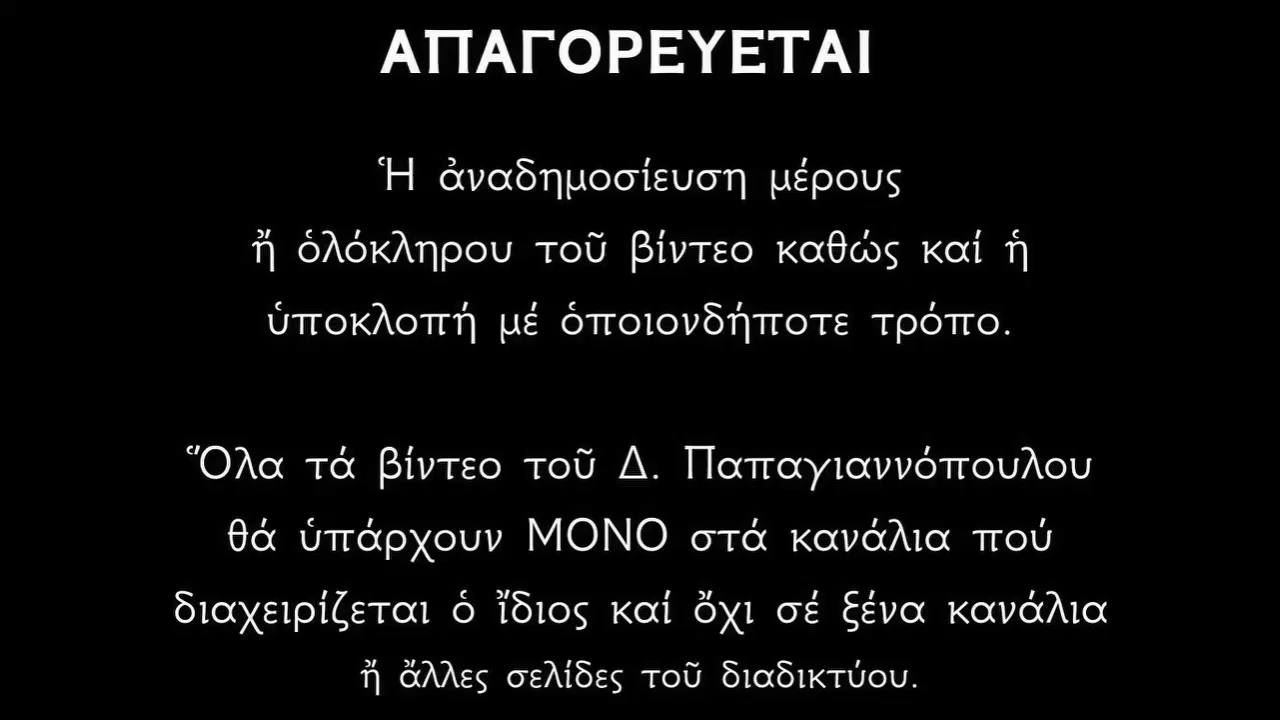 ΑΠΑΓΟΡΕΥΕΤΑΙ
Ἡ ἀναδημοσίευση μέρους
ἤ ὁλόκληρου τοῦ βίντεο καθώς καί ἡ
ὑποκλοπή μέ ὁποιονδήποτε τρόπο.
Ὅλα τά βίντεο τοῦ Δ. Παπαγιαννόπουλου
θά ὑπάρχουν ΜΟΝΟ στά κανάλια πού
διαχειρίζεται ὁ ἴδιος καί ὄχι σέ ξένα κανάλια
ἤ ἄλλες σελίδες τοῦ διαδικτύου.